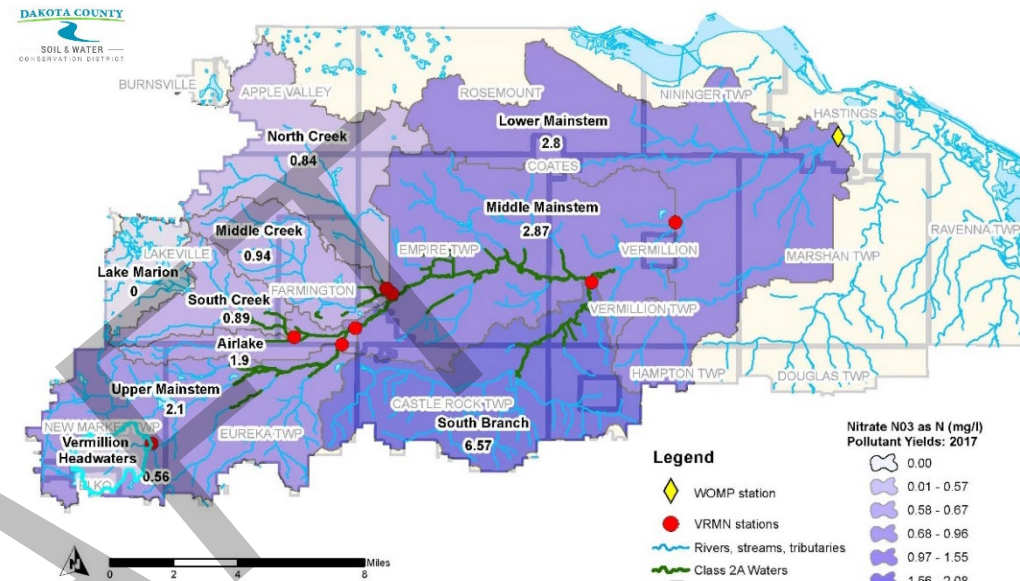 DAKOTA COUNTY
SOIL & WATER
CONSERVATION DISTRICT
BURNSVILLE
APPLE VALLEY
ROSEMOUNT
NININGER TWP
HASTINGS
Lower Mainstem
2.8
North Creek
0.84
COATES
Middle Mainstem
2.87
Middle Creek
0.94
LAKEVILLE
EMPIRE TWP
VERMILLION
RAVENNA TWP
MARSHAN TWP
Lake Marion
0
FARMINGTON
South Creek
0.89
VERMILLION TWP
Airlake
1.9
HAMPTON TWP
DOUGLAS TWP
Upper Mainstem
2.1
CASTLE ROCK TWP
South Branch
6.57
NEW MARKET TWP
EUREKA TWP
Vermillion
Headwaters
0.56
ELKO
N
0 2 4 8
Miles
Legend
WOMP station
VRMN stations
Rivers, streams, tributaries
Class 2A Waters
Nitrate N03 as N (mg/l)
Pollutant Yields: 2017
0.00
0.01 - 0.57
0.58 - 0.67
0.68 - 0.96
0.97 - 1.55
1.56 - 2.08